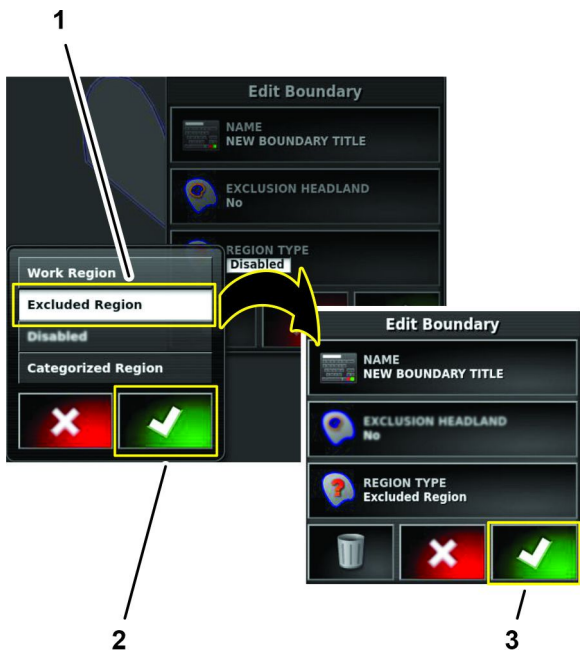 1
Edit Boundary
NAME
NEW BOUNDARY TITLE
EXCLUSION HEADLAND
No
REGION TYPE
Disabled
Work Region
Excluded Region
Disabled
Categorized Region
Edit Boundary
NAME
NEW BOUNDARY TITLE
EXCLUSION HEADLAND
No
REGION TYPE
Excluded Region
2
3